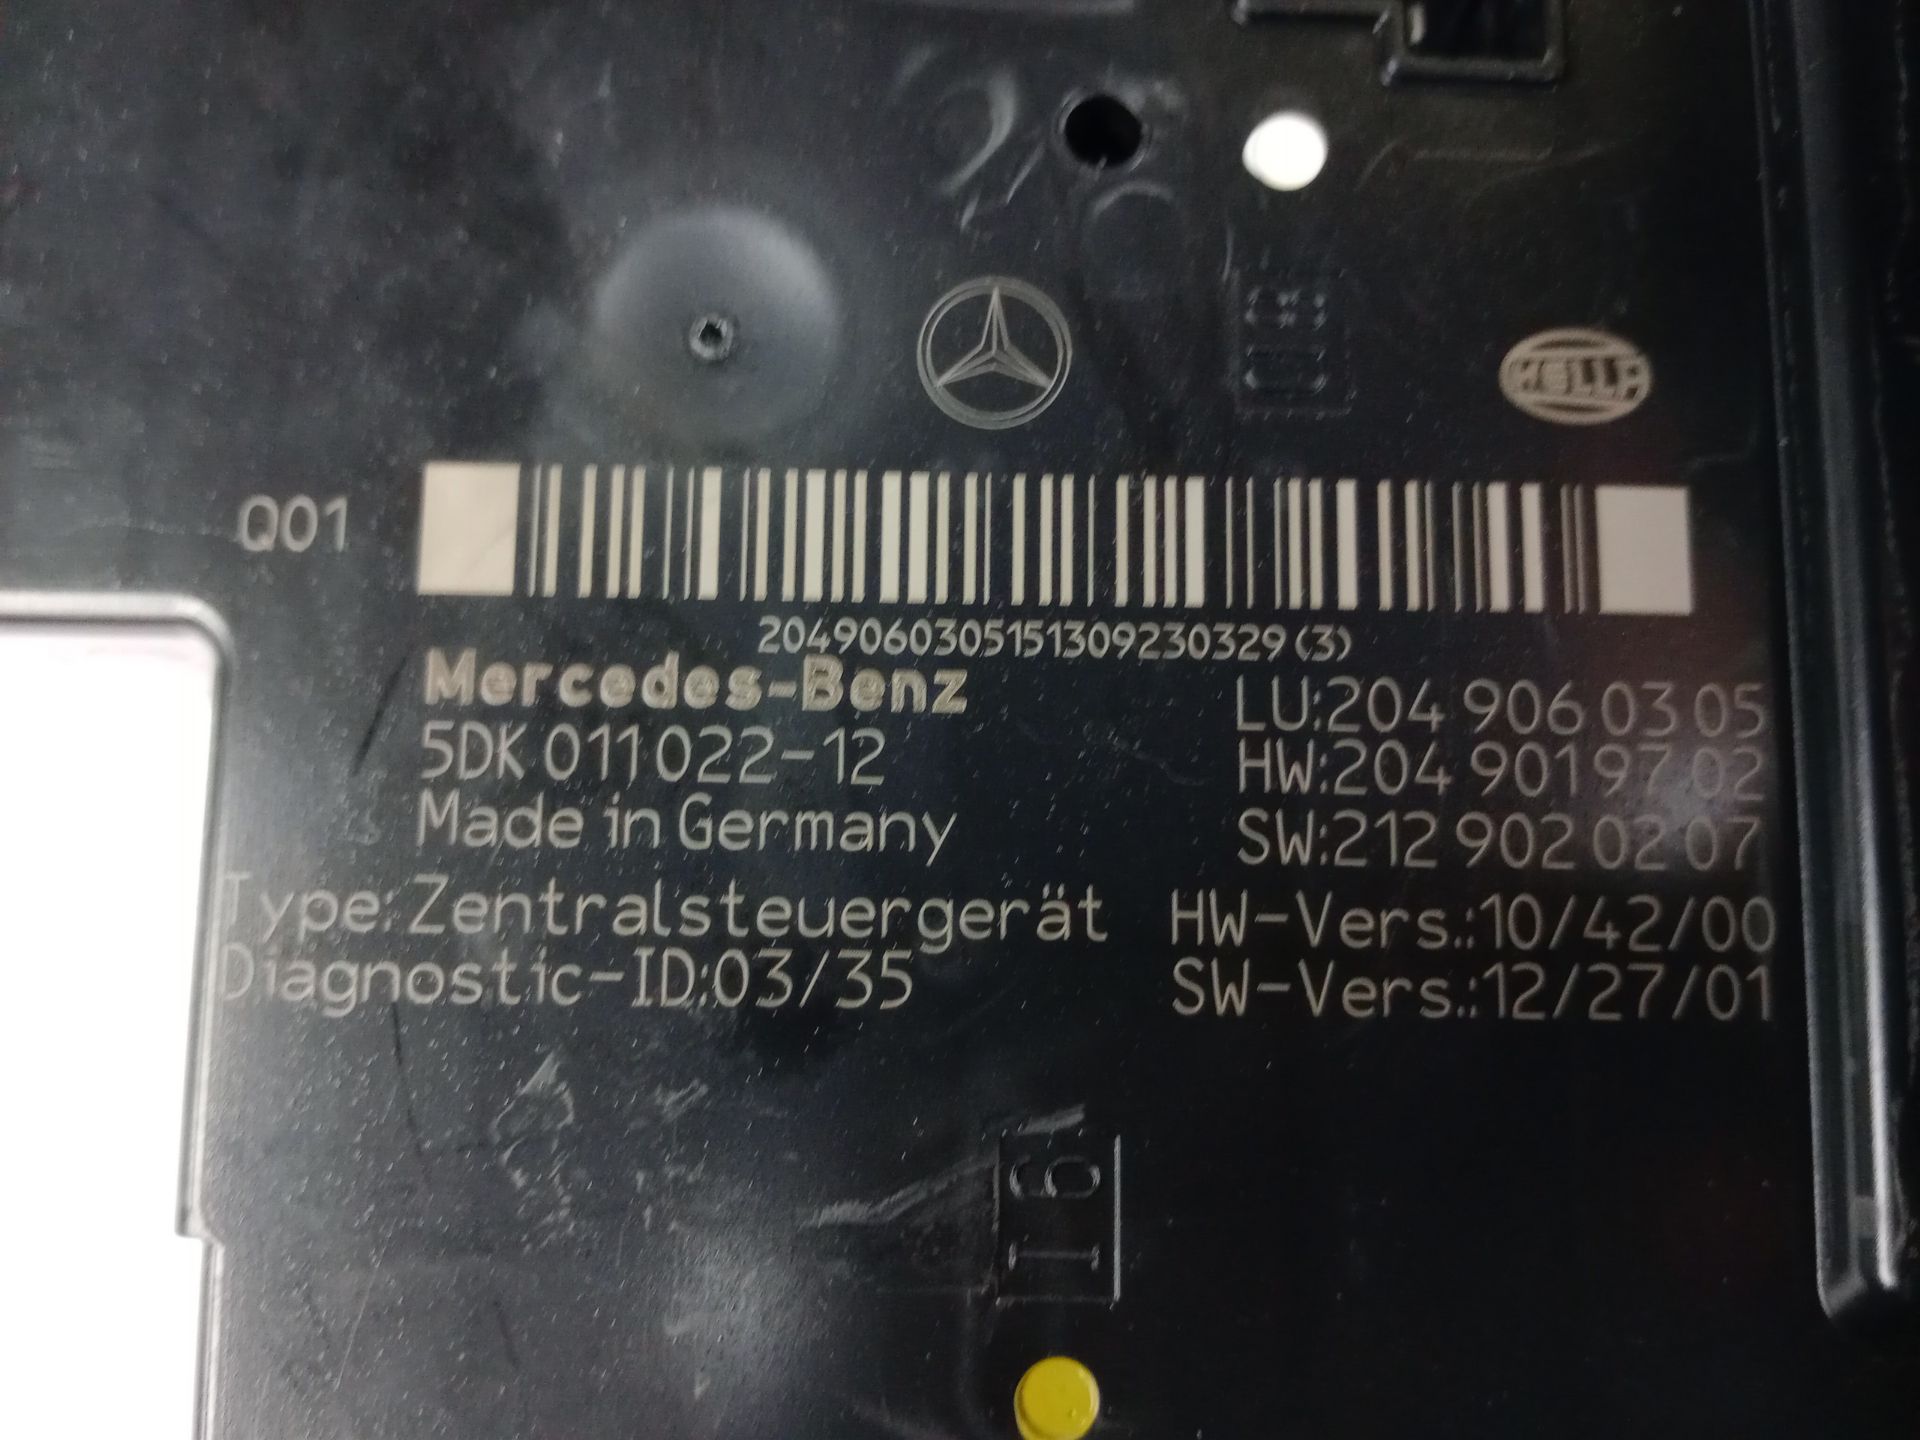 HELLA
Q01
2049060305151309230329(3)
Mercedes-Benz
5DK 011 022-12
Made in Germany
LU:204 906 03 05
HW:204 901 97 02
SW:212 902 02 07
Type:Zentralsteuergerät
Diagnostic-ID:03/35
HW-Vers.:10/42/00
SW-Vers.:12/27/01
16